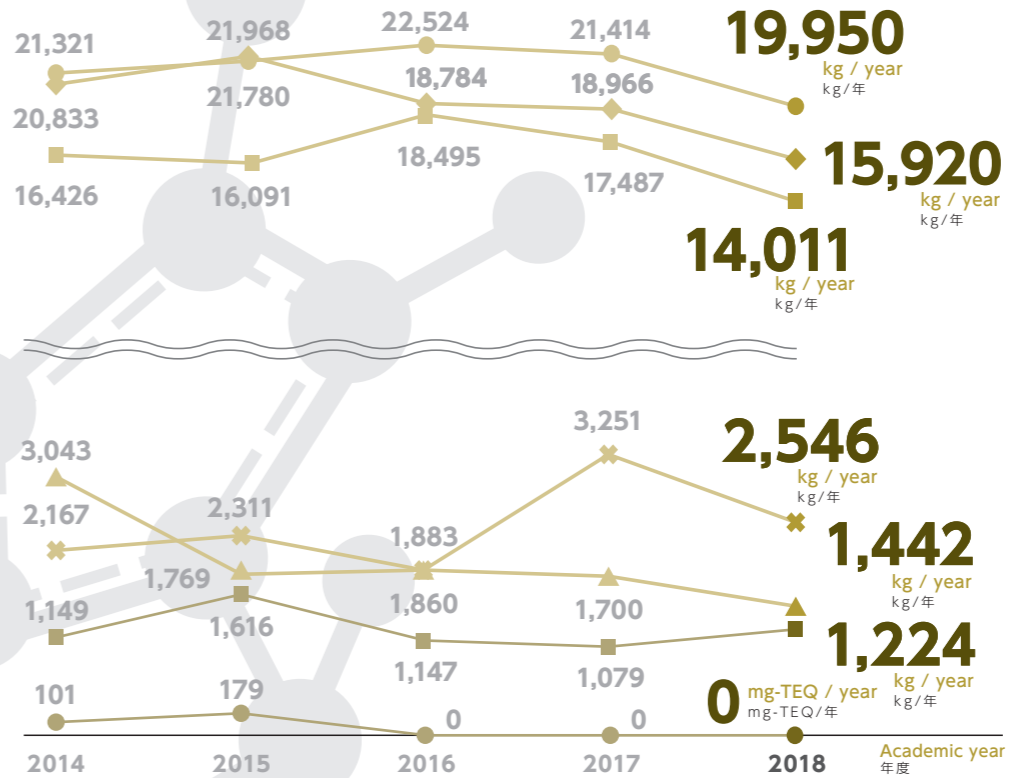 21,321
21,968
22,524
21,414
19,950
kg / year
kg/年
20,833
21,780
18,784
18,966
15,920
kg / year
kg/年
16,426
16,091
18,495
17,487
14,011
kg / year
kg/年
3,043
2,167
2,311
1,883
3,251
2,546
kg / year
kg/年
1,769
1,860
1,700
1,442
kg / year
kg/年
1,149
1,616
1,147
1,079
1,224
kg / year
kg/年
101
179
0
0
0
mg-TEQ / year
mg-TEQ/年
2014
2015
2016
2017
2018
Academic year
年度